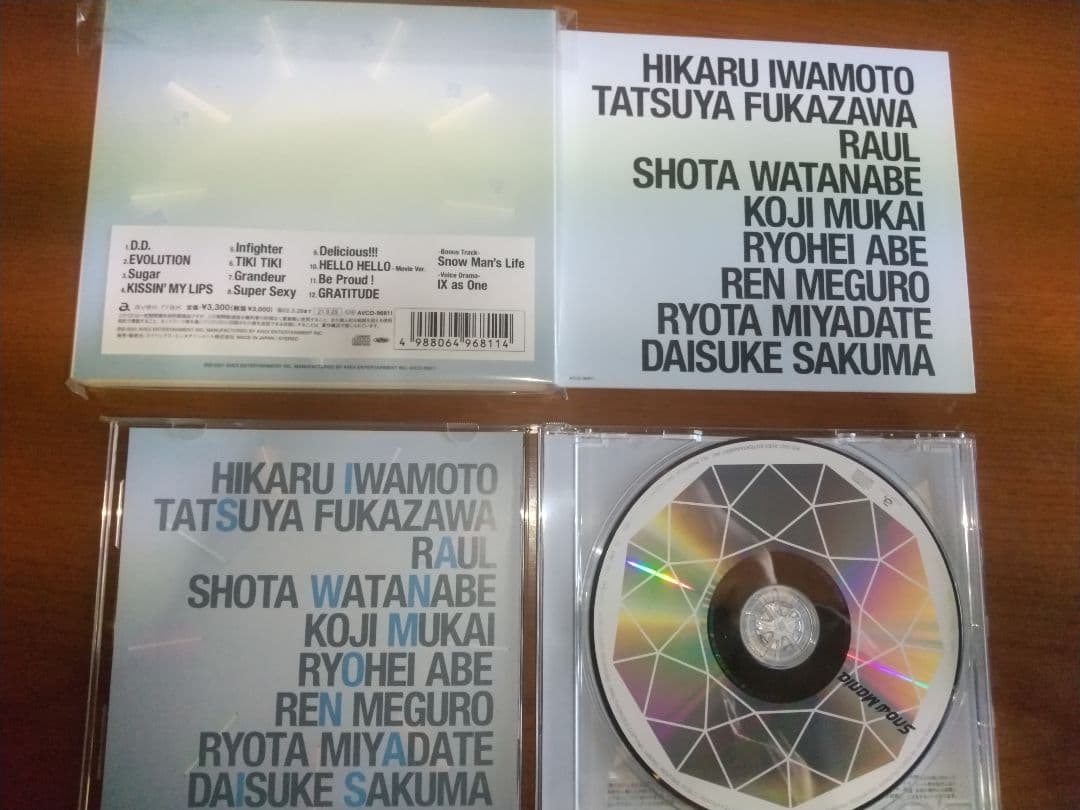 HIKARU IWAMOTO
TATSUYA FUKAZAWA
RAUL
SHOTA WATANABE
KOJI MUKAI
RYOHEI ABE
REN MEGURO
RYOTA MIYADATE
DAISUKE SAKUMA
1.D.D.
2.EVOLUTION
3.Sugar
4.KISSIN' MY LIPS
5.Infighter
6.TIKI TIKI
7.Grandeur
8.Super Sexy
9.Delicious!!!
10.HELLO HELLO -Movie Ver.
11.Be Proud !
12.GRATITUDE
-Bonus Track-
Snow Man's Life
-Voice Drama-
IX as One
avex trax 定価:¥3,300(税抜¥3,000)
AVCD-96811
4 988064 968114
HIKARU IWAMOTO
TATSUYA FUKAZAWA
RAUL
SHOTA WATANABE
KOJI MUKAI
RYOHEI ABE
REN MEGURO
RYOTA MIYADATE
DAISUKE SAKUMA
Snow Mania